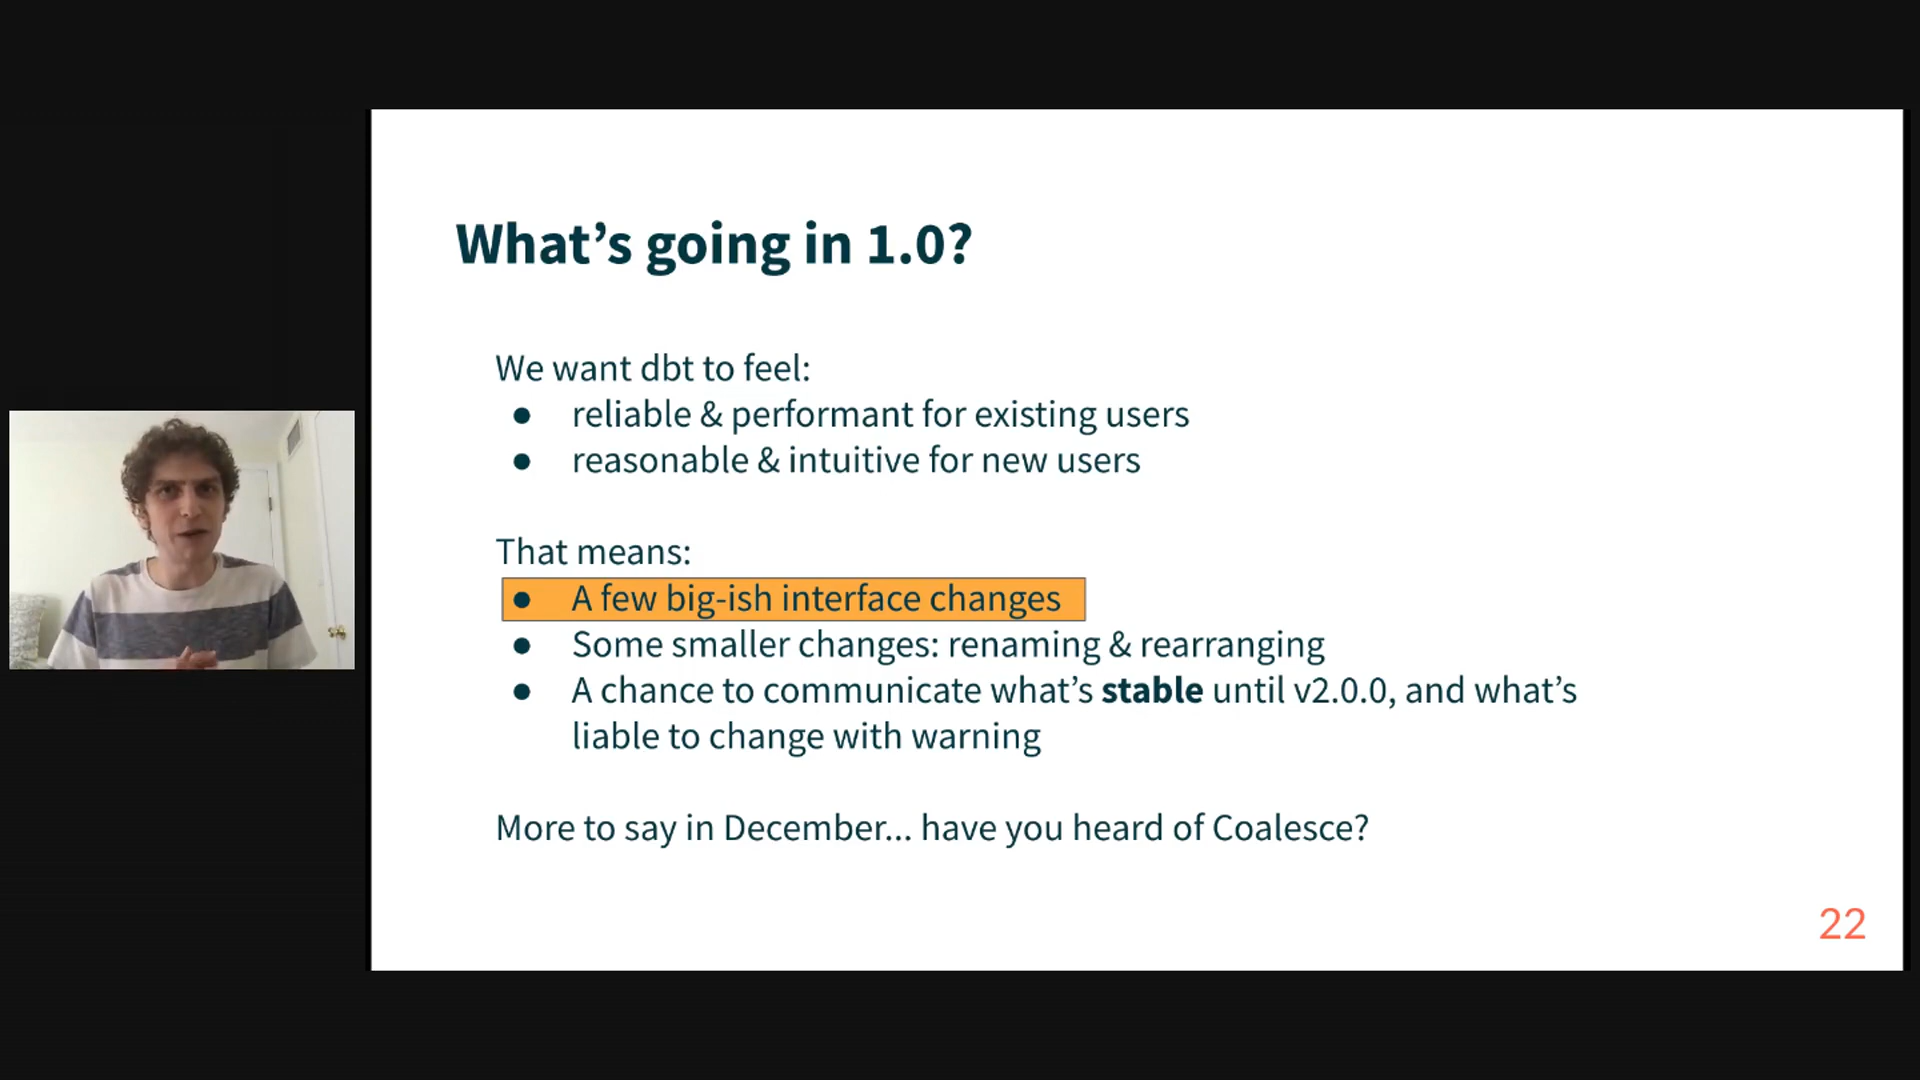 What’s going in 1.0?
We want dbt to feel:
● reliable & performant for existing users
● reasonable & intuitive for new users
That means:
● A few big-ish interface changes
● Some smaller changes: renaming & rearranging
● A chance to communicate what’s stable until v2.0.0, and what’s
liable to change with warning
More to say in December... have you heard of Coalesce?
22